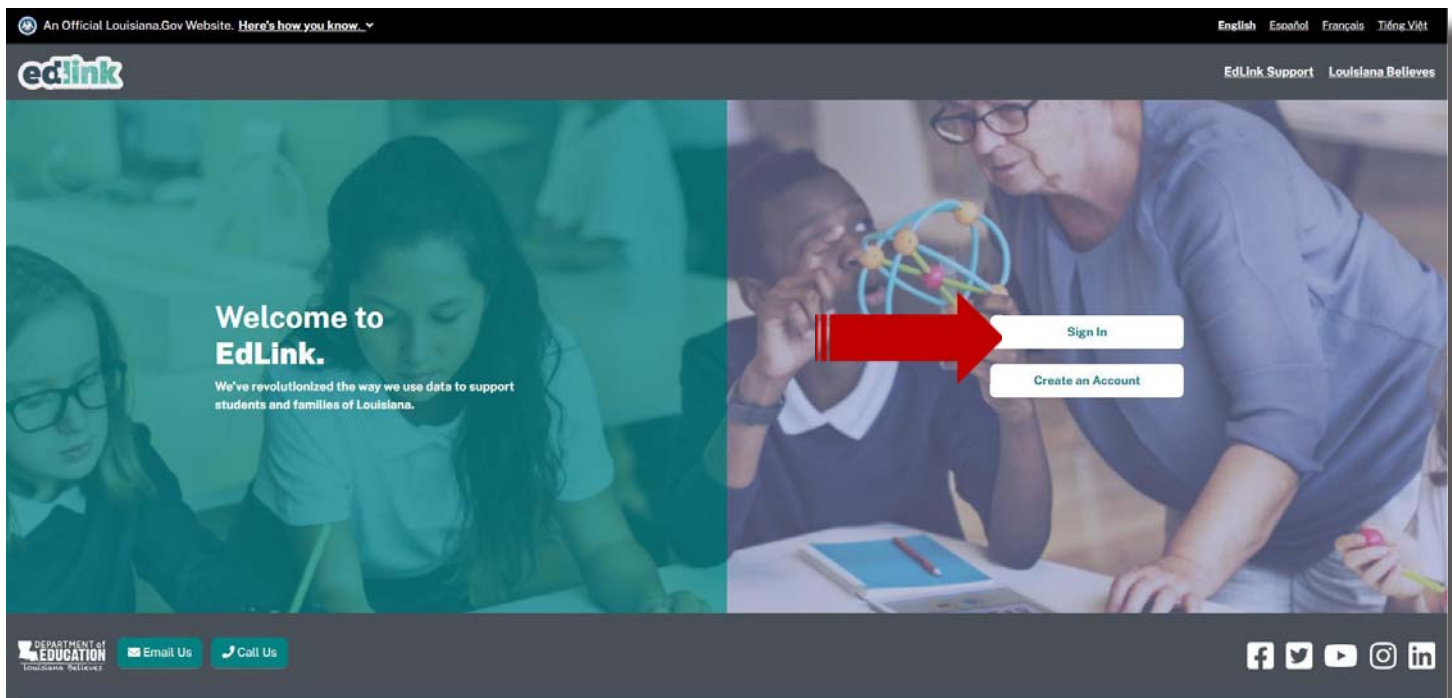 An Official Louisiana.Gov Website. Here's how you know.
English Español Français Tiếng Việt
edlink
EdLink Support Louisiana Believes
Welcome to
EdLink.
We've revolutionized the way we use data to support
students and families of Louisiana.
Sign In
Create an Account
DEPARTMENT of
EDUCATION
Louisiana Believes
Email Us
Call Us